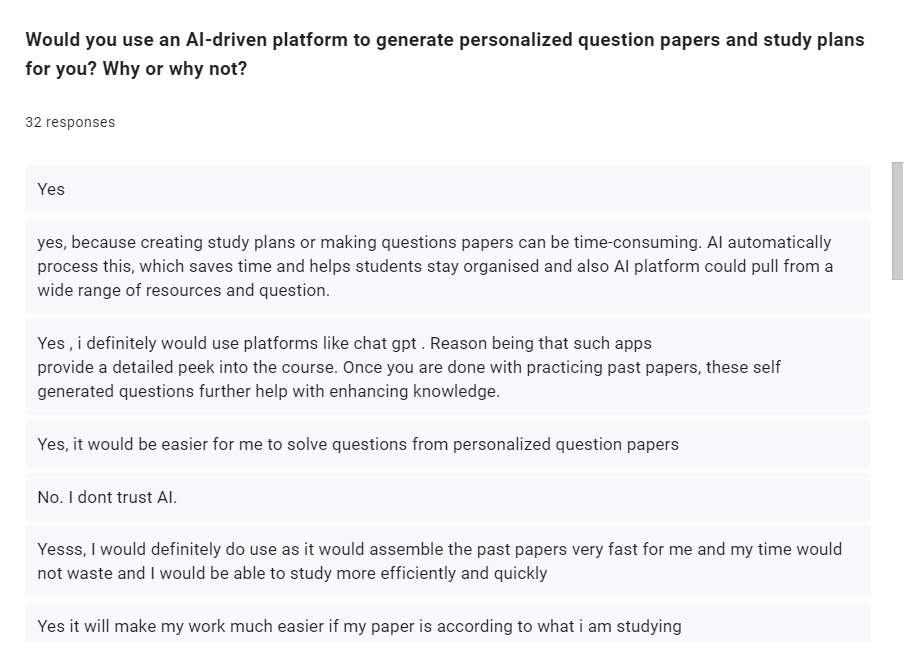 Would you use an AI-driven platform to generate personalized question papers and study plans
for you? Why or why not?
32 responses
Yes
yes, because creating study plans or making questions papers can be time-consuming. AI automatically
process this, which saves time and helps students stay organised and also AI platform could pull from a
wide range of resources and question.
Yes , i definitely would use platforms like chat gpt . Reason being that such apps
provide a detailed peek into the course. Once you are done with practicing past papers, these self
generated questions further help with enhancing knowledge.
Yes, it would be easier for me to solve questions from personalized question papers
No. I dont trust AI.
Yesss, I would definitely do use as it would assemble the past papers very fast for me and my time would
not waste and I would be able to study more efficiently and quickly
Yes it will make my work much easier if my paper is according to what i am studying